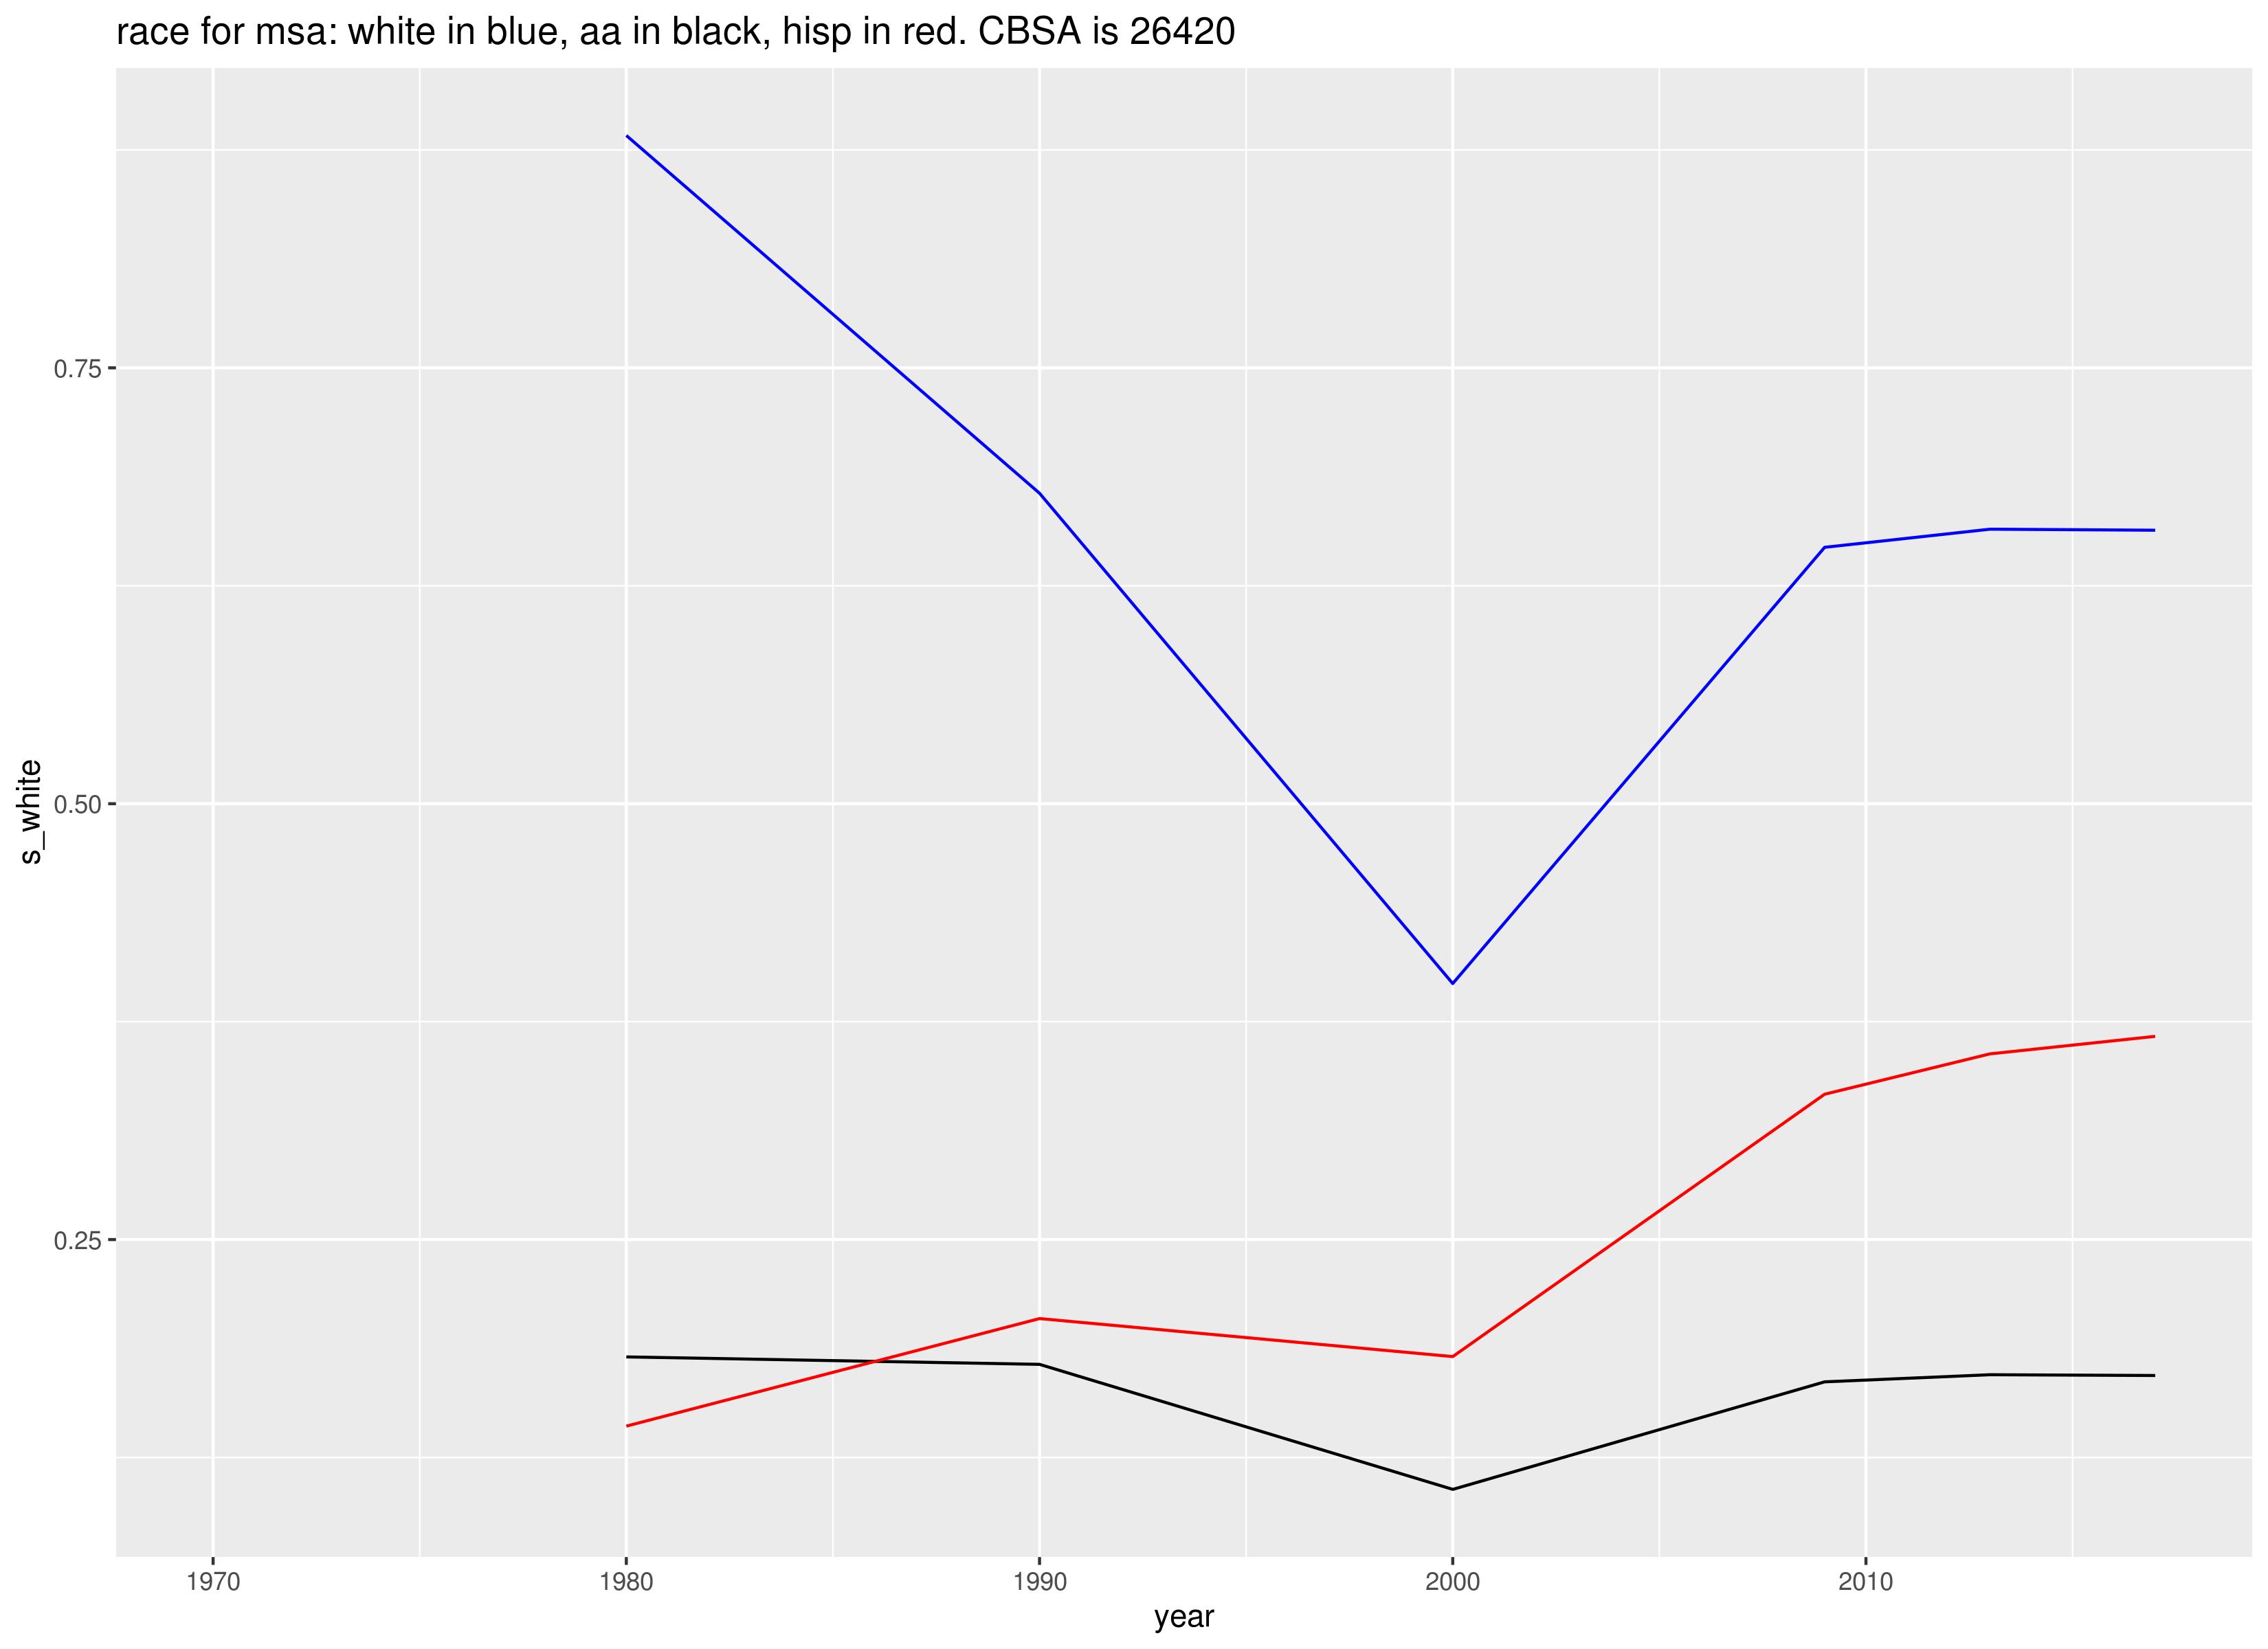 race for msa: white in blue, aa in black, hisp in red. CBSA is 26420
s_white
0.75
0.50
0.25
1970
1980
1990
2000
2010
year